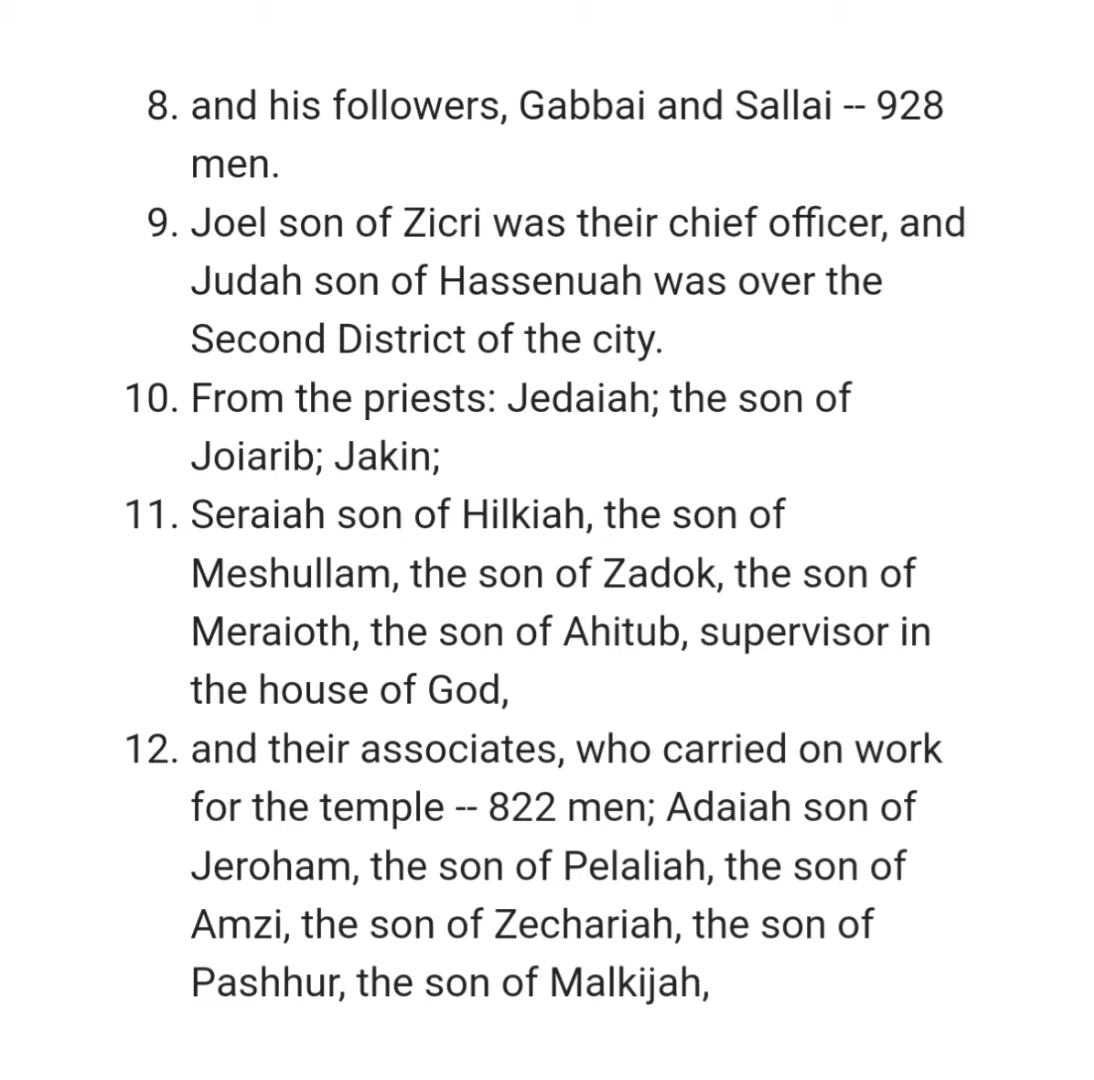 8. and his followers, Gabbai and Sallai -- 928
men.
9. Joel son of Zicri was their chief officer, and
Judah son of Hassenuah was over the
Second District of the city.
10. From the priests: Jedaiah; the son of
Joiarib; Jakin;
11. Seraiah son of Hilkiah, the son of
Meshullam, the son of Zadok, the son of
Meraioth, the son of Ahitub, supervisor in
the house of God,
12. and their associates, who carried on work
for the temple -- 822 men; Adaiah son of
Jeroham, the son of Pelaliah, the son of
Amzi, the son of Zechariah, the son of
Pashhur, the son of Malkijah,